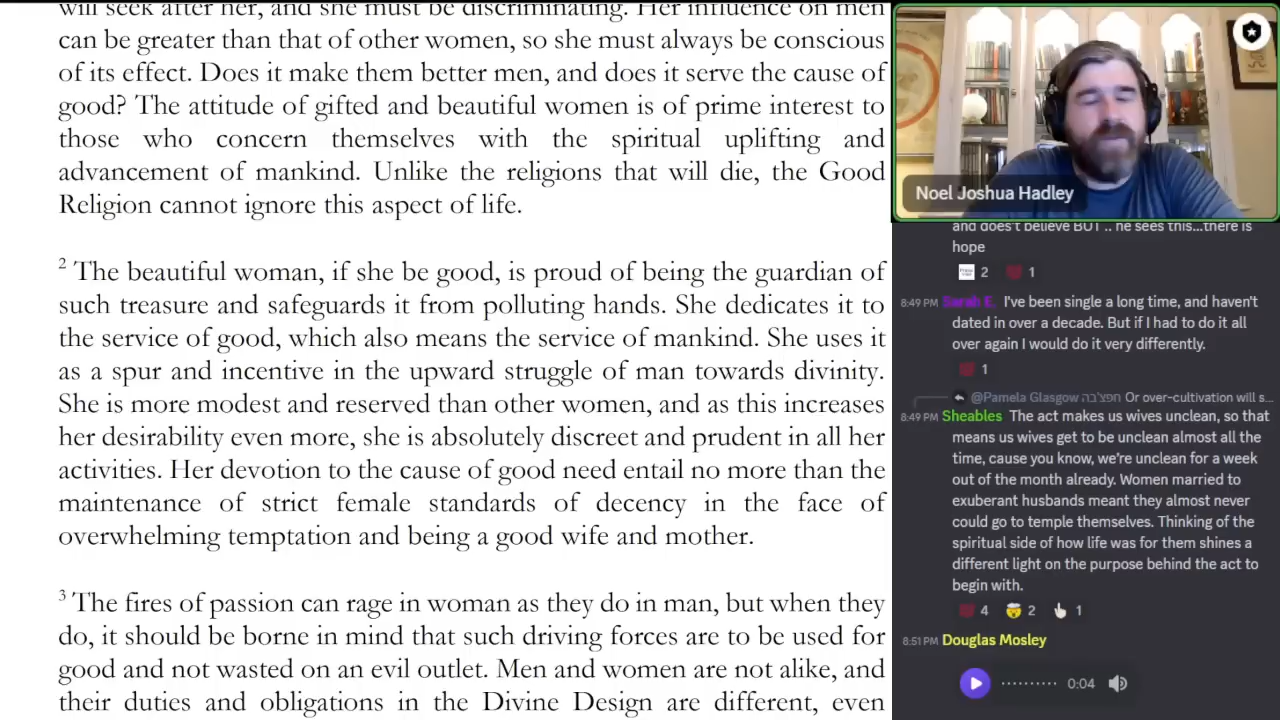 will seek after her, and she must be discriminating. Her influence on men
can be greater than that of other women, so she must always be conscious
of its effect. Does it make them better men, and does it serve the cause of
good? The attitude of gifted and beautiful women is of prime interest to
those who concern themselves with the spiritual uplifting and
advancement of mankind. Unlike the religions that will die, the Good
Religion cannot ignore this aspect of life.
2 The beautiful woman, if she be good, is proud of being the guardian of
such treasure and safeguards it from polluting hands. She dedicates it to
the service of good, which also means the service of mankind. She uses it
as a spur and incentive in the upward struggle of man towards divinity.
She is more modest and reserved than other women, and as this increases
her desirability even more, she is absolutely discreet and prudent in all her
activities. Her devotion to the cause of good need entail no more than the
maintenance of strict female standards of decency in the face of
overwhelming temptation and being a good wife and mother.
3 The fires of passion can rage in woman as they do in man, but when they
do, it should be borne in mind that such driving forces are to be used for
good and not wasted on an evil outlet. Men and women are not alike, and
their duties and obligations in the Divine Design are different, even
Noel Joshua Hadley
and does't believe BUT .. he sees this...there is
hope
2 1
8:49 PM Sarah E. I've been single a long time, and haven't
dated in over a decade. But if I had to do it all
over again I would do it very differently.
1
@Pamela Glasgow חפצ'בה Or over-cultivation will s...
8:49 PM Sheables The act makes us wives unclean, so that
means us wives get to be unclean almost all the
time, cause you know, we're unclean for a week
out of the month already. Women married to
exuberant husbands meant they almost never
could go to temple themselves. Thinking of the
spiritual side of how life was for them shines a
different light on the purpose behind the act to
begin with.
4 2 1
8:51 PM Douglas Mosley
0:04